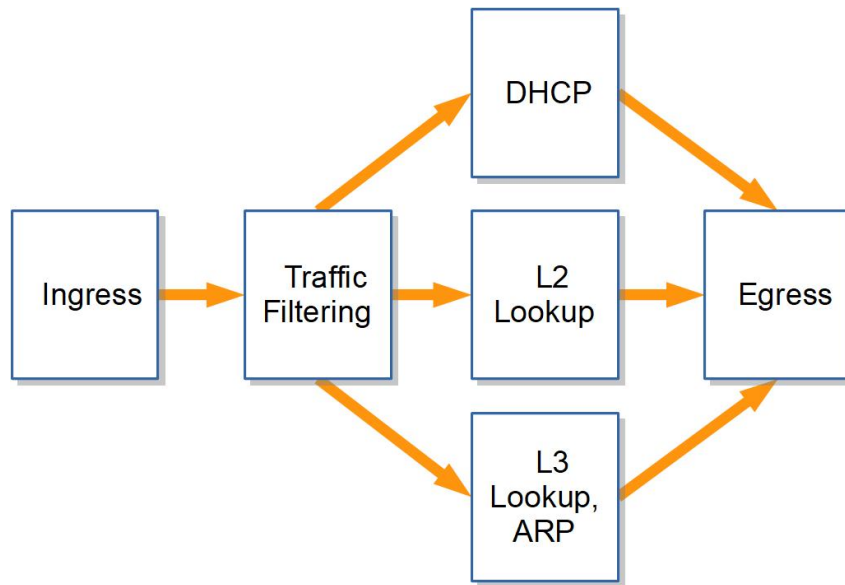 DHCP
Ingress
Traffic
Filtering
L2
Lookup
Egress
L3
Lookup,
ARP